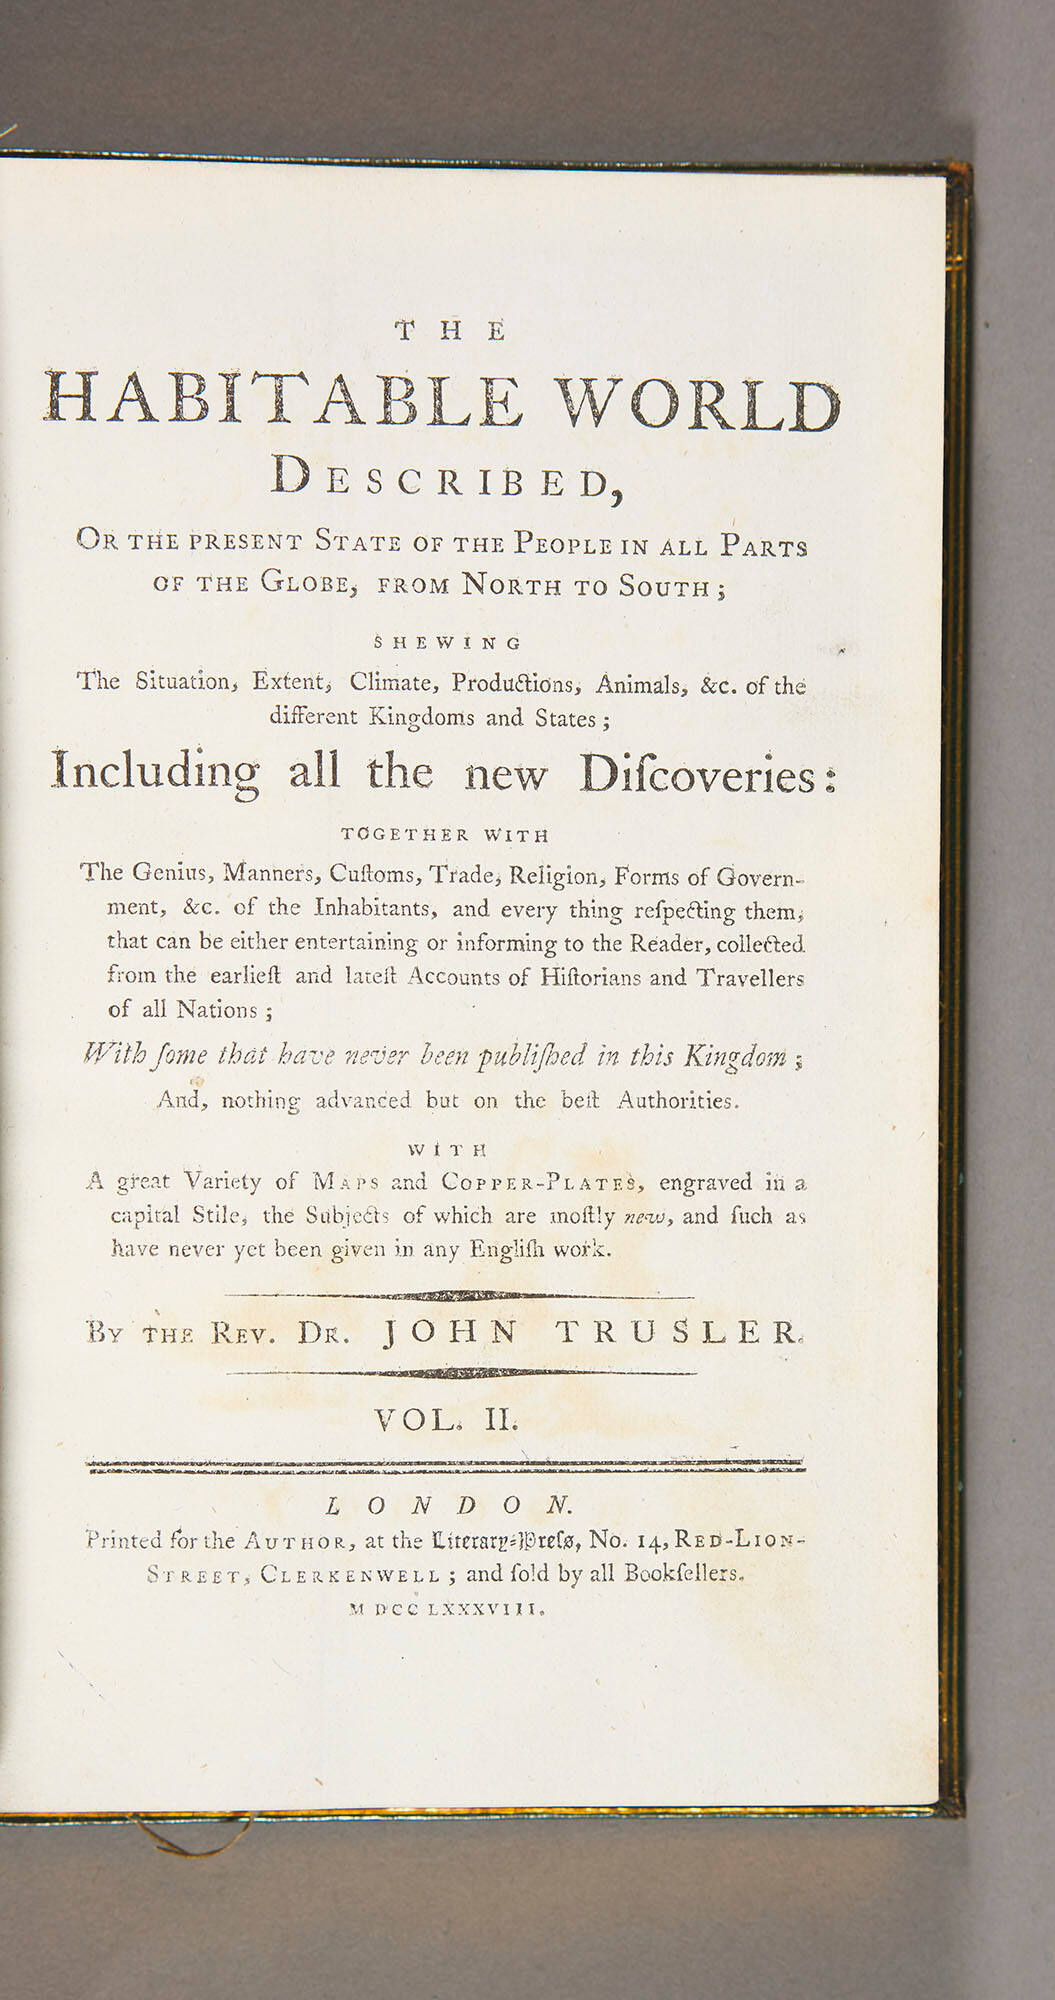 THE
HABITABLE WORLD
DESCRIBED,
OR THE PRESENT STATE OF THE PEOPLE IN ALL PARTS
OF THE GLOBE, FROM NORTH TO SOUTH;
SHEWING
The Situation, Extent, Climate, Productions, Animals, &c. of the
different Kingdoms and States;
Including all the new Diſcoveries:
TOGETHER WITH
The Genius, Manners, Cuſtoms, Trade, Religion, Forms of Govern-
ment, &c. of the Inhabitants, and every thing reſpecting them,
that can be either entertaining or informing to the Reader, collected
from the earlieſt and lateſt Accounts of Hiſtorians and Travellers
of all Nations;
With ſome that have never been publiſhed in this Kingdom;
And, nothing advanced but on the beſt Authorities.
WITH
A great Variety of MAPS and COPPER-PLATES, engraved in a
capital Stile, the Subjects of which are moſtly new, and ſuch as
have never yet been given in any Engliſh work.
BY THE REV. DR. JOHN TRUSLER.
VOL. II.
LONDON.
Printed for the AUTHOR, at the Literary-Preſs, No. 14, RED-LION-
STREET, CLERKENWELL; and ſold by all Bookſellers.
M DCC LXXXVIII.